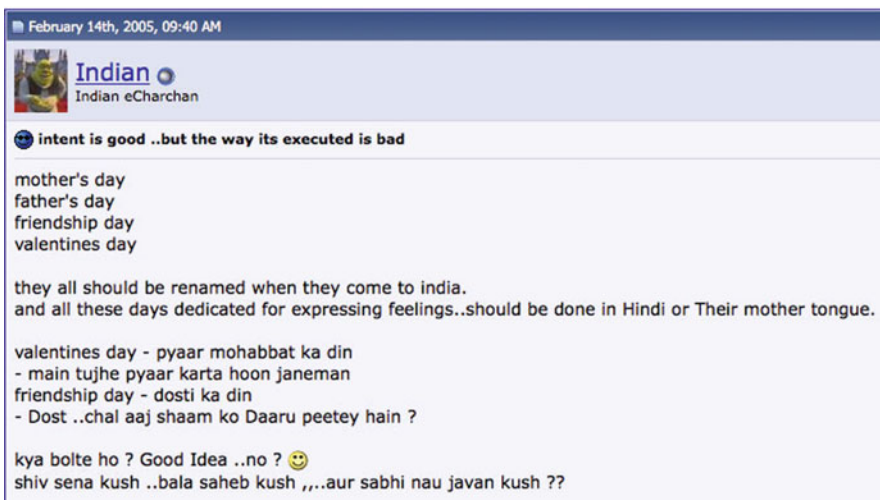 February 14th, 2005, 09:40 AM
Indian
Indian eCharchan
intent is good ..but the way its executed is bad
mother's day
father's day
friendship day
valentines day
they all should be renamed when they come to india.
and all these days dedicated for expressing feelings..should be done in Hindi or Their mother tongue.
valentines day - pyaar mohabbat ka din
- main tujhe pyaar karta hoon janeman
friendship day - dosti ka din
- Dost ..chal aaj shaam ko Daaru peetey hain ?
kya bolte ho ? Good Idea ..no ?
shiv sena kush ..bala saheb kush ,,..aur sabhi nau javan kush ??